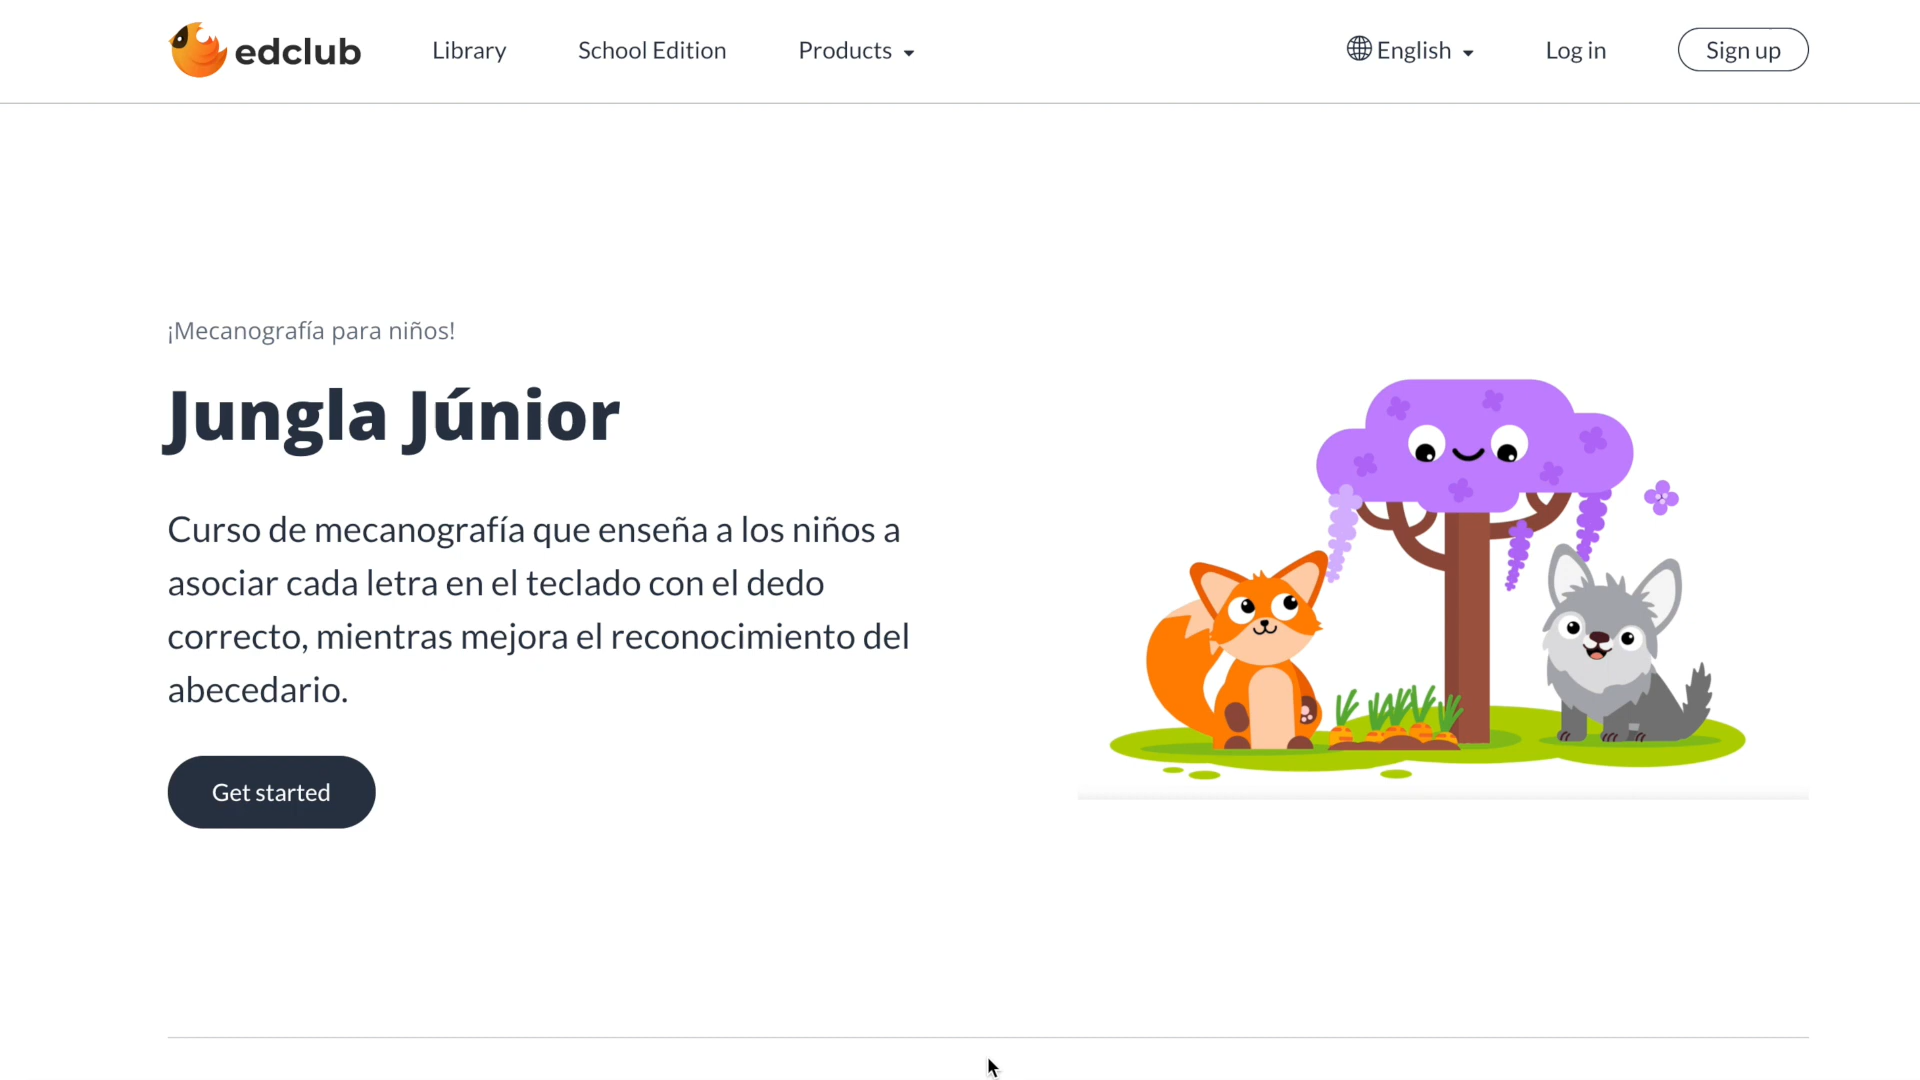 edclub
Library
School Edition
Products
English
Log in
Sign up
¡Mecanografía para niños!
Jungla Júnior
Curso de mecanografía que enseña a los niños a
asociar cada letra en el teclado con el dedo
correcto, mientras mejora el reconocimiento del
abecedario.
Get started